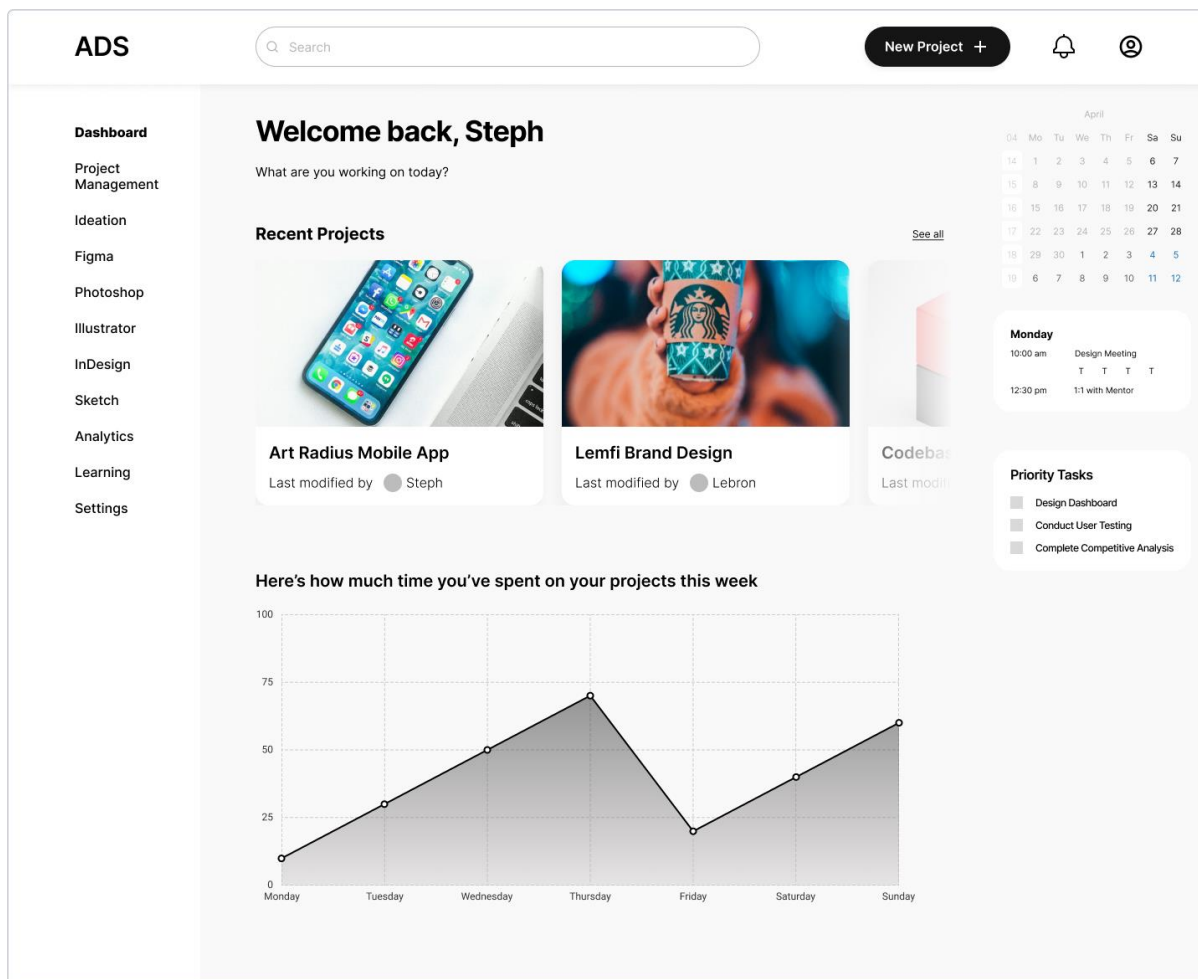 ADS
Search
New Project +
Dashboard
Project
Management
Ideation
Figma
Photoshop
Illustrator
InDesign
Sketch
Analytics
Learning
Settings
Welcome back, Steph
What are you working on today?
Recent Projects
See all
Art Radius Mobile App
Last modified by Steph
Lemfi Brand Design
Last modified by Lebron
Here's how much time you've spent on your projects this week
100
75
50
25
0
Monday Tuesday Wednesday Thursday Friday Saturday Sunday
April
04 Mo Tu We Th Fr Sa Su
14 1 2 3 4 5 6 7
15 8 9 10 11 12 13 14
16 15 16 17 18 19 20 21
17 22 23 24 25 26 27 28
18 29 30 1 2 3 4 5
19 6 7 8 9 10 11 12
Monday
10:00 am Design Meeting
T T T T
12:30 pm 1:1 with Mentor
Priority Tasks
Design Dashboard
Conduct User Testing
Complete Competitive Analysis